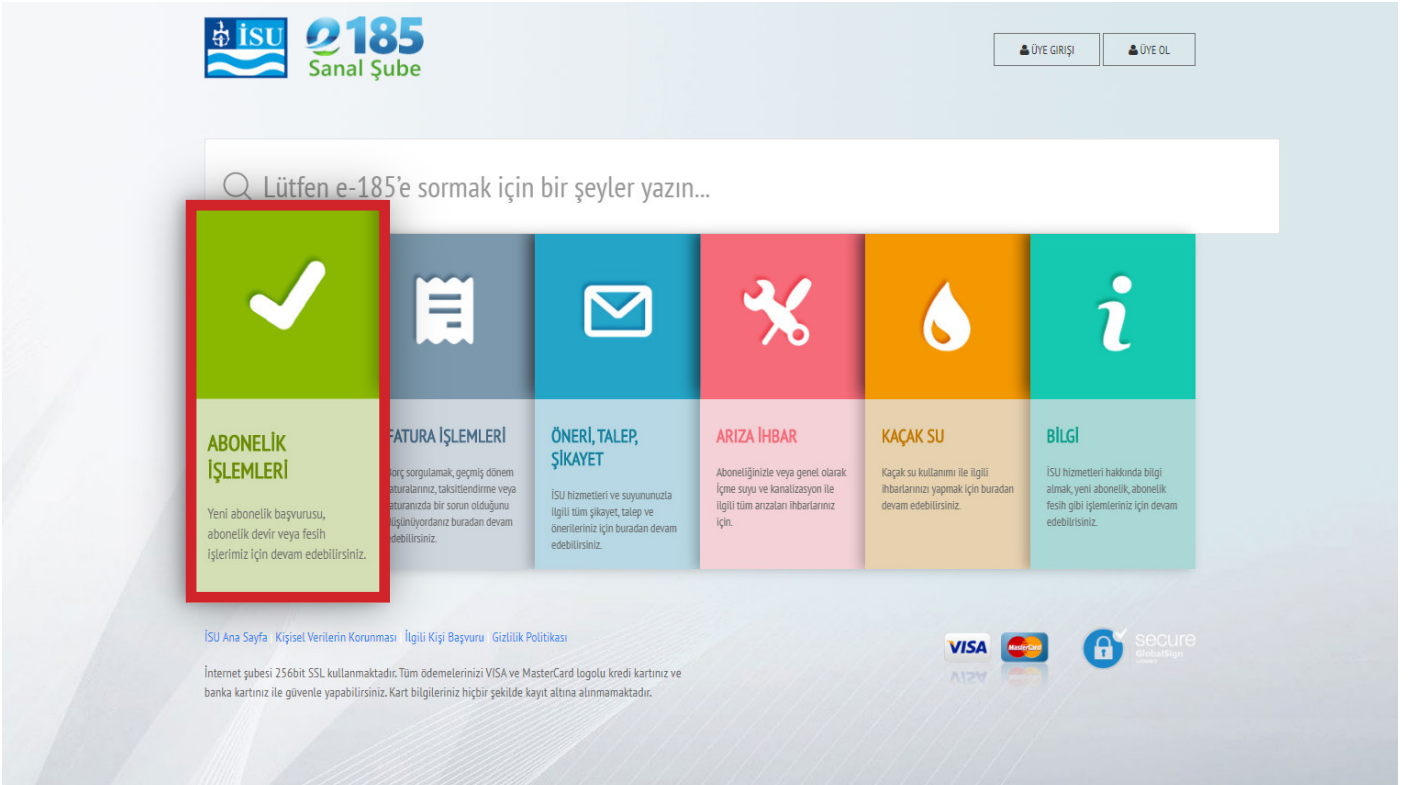 İSU e185
Sanal Şube
ÜYE GIRIŞI
ÜYE OL
Lütfen e-185'e sormak için bir şeyler yazın...
ABONELİK
İŞLEMLERİ
Yeni abonelik başvurusu,
abonelik devir veya fesih
işlerimiz için devam edebilirsiniz.
FATURA İŞLEMLERİ
Borç sorgulamak, geçmiş dönem
faturalarınız, taksitlendirme veya
faturanızda bir sorun olduğunu
düşünüyordanız buradan devam
edebilirsiniz.
ÖNERİ, TALEP,
ŞİKAYET
İSU hizmetleri ve suyununuzla
ilgili tüm şikayet, talep ve
önerileriniz için buradan devam
edebilirsiniz.
ARIZA İHBAR
Aboneliğinizle veya genel olarak
İçme suyu ve kanalizasyon ile
ilgili tüm arızaları ihbarlarınız
için.
KAÇAK SU
Kaçak su kullanımı ile ilgili
ihbarlarınızı yapmak için buradan
devam edebilirsiniz.
BİLGİ
İSU hizmetleri hakkında bilgi
almak, yeni abonelik, abonelik
fesih gibi işlemleriniz için devam
edebilrisiniz.
İSU Ana Sayfa Kişisel Verilerin Korunması İlgili Kişi Başvuru Gizlilik Politikası
İnternet şubesi 256bit SSL kullanmaktadır. Tüm ödemelerinizi VISA ve MasterCard logolu kredi kartınız ve
banka kartınız ile güvenle yapabilirsiniz. Kart bilgileriniz hiçbir şekilde kayıt altına alınmamaktadır.
VISA MasterCard
secure
GlobalSign